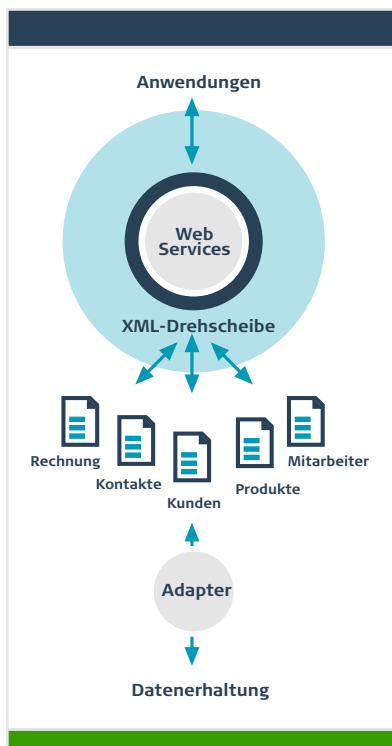 Anwendungen
Web
Services
XML-Drehscheibe
Rechnung
Kontakte
Kunden
Produkte
Mitarbeiter
Adapter
Datenerhaltung